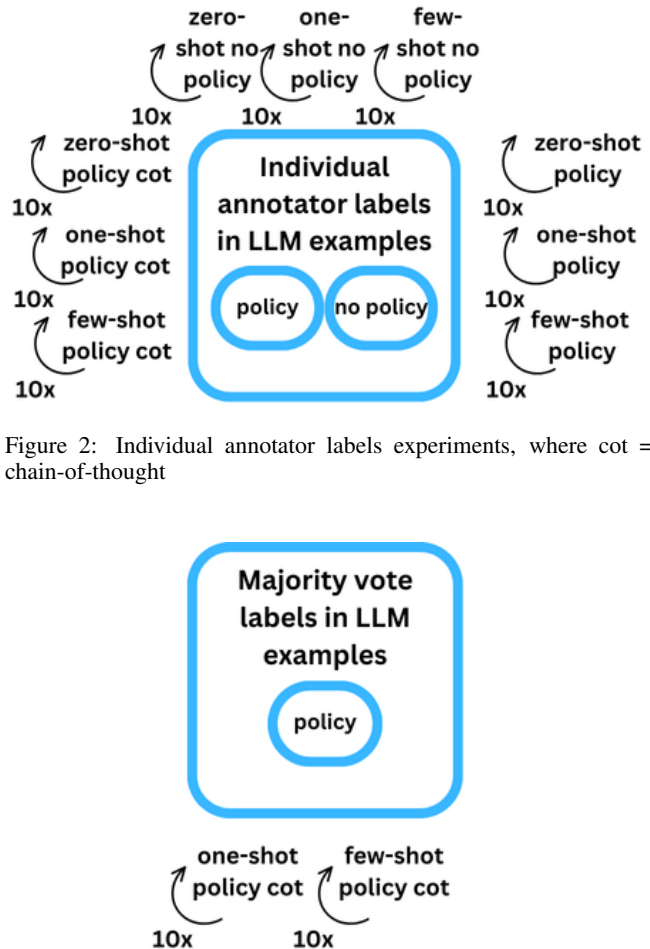 zero-
shot no
policy
10x
one-
shot no
policy
10x
few-
shot no
policy
10x
zero-shot
policy cot
10x
one-shot
policy cot
10x
few-shot
policy cot
10x
Individual
annotator labels
in LLM examples
policy
no policy
zero-shot
policy
10x
one-shot
policy
10x
few-shot
policy
10x
Figure 2: Individual annotator labels experiments, where cot =
chain-of-thought
Majority vote
labels in LLM
examples
policy
one-shot
policy cot
10x
few-shot
policy cot
10x